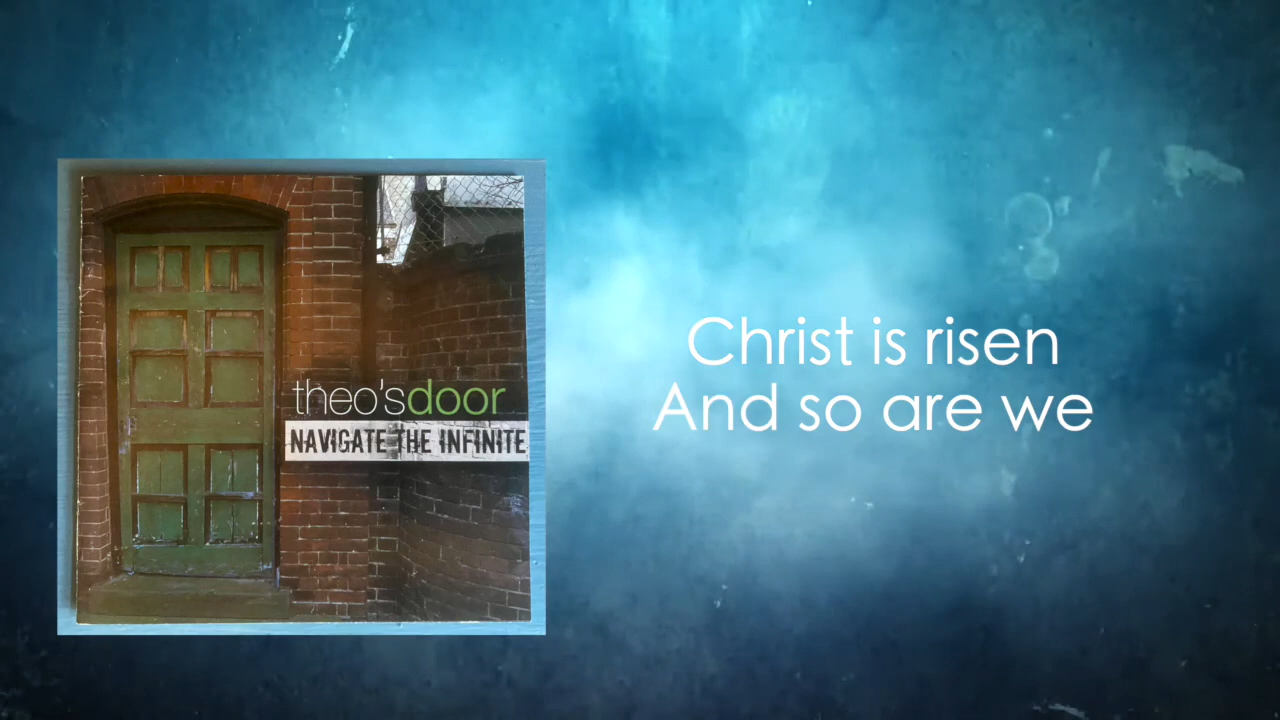 theo'sdoor
NAVIGATE THE INFINITE
Christ is risen
And so are we